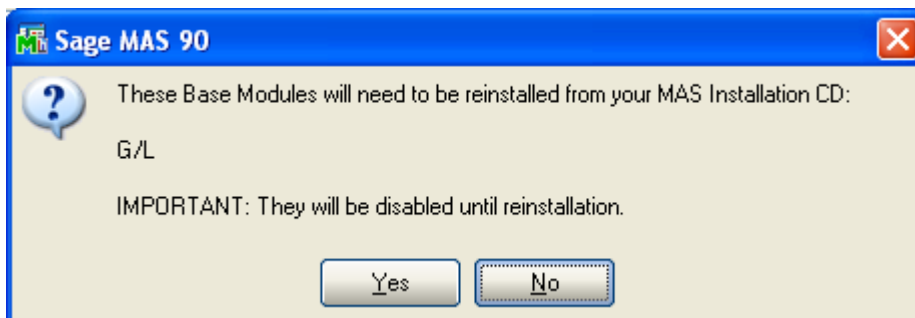 Sage MAS 90
These Base Modules will need to be reinstalled from your MAS Installation CD:
G/L
IMPORTANT: They will be disabled until reinstallation.
Yes
No